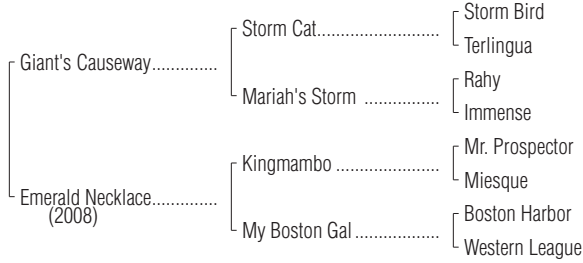 Storm Bird
Storm Cat..............................
Terlingua
Giant's Causeway..............
Rahy
Mariah's Storm .................
Immense
Mr. Prospector
Kingmambo .......................
Miesque
Emerald Necklace..............
(2008)
Boston Harbor
My Boston Gal ...................
Western League